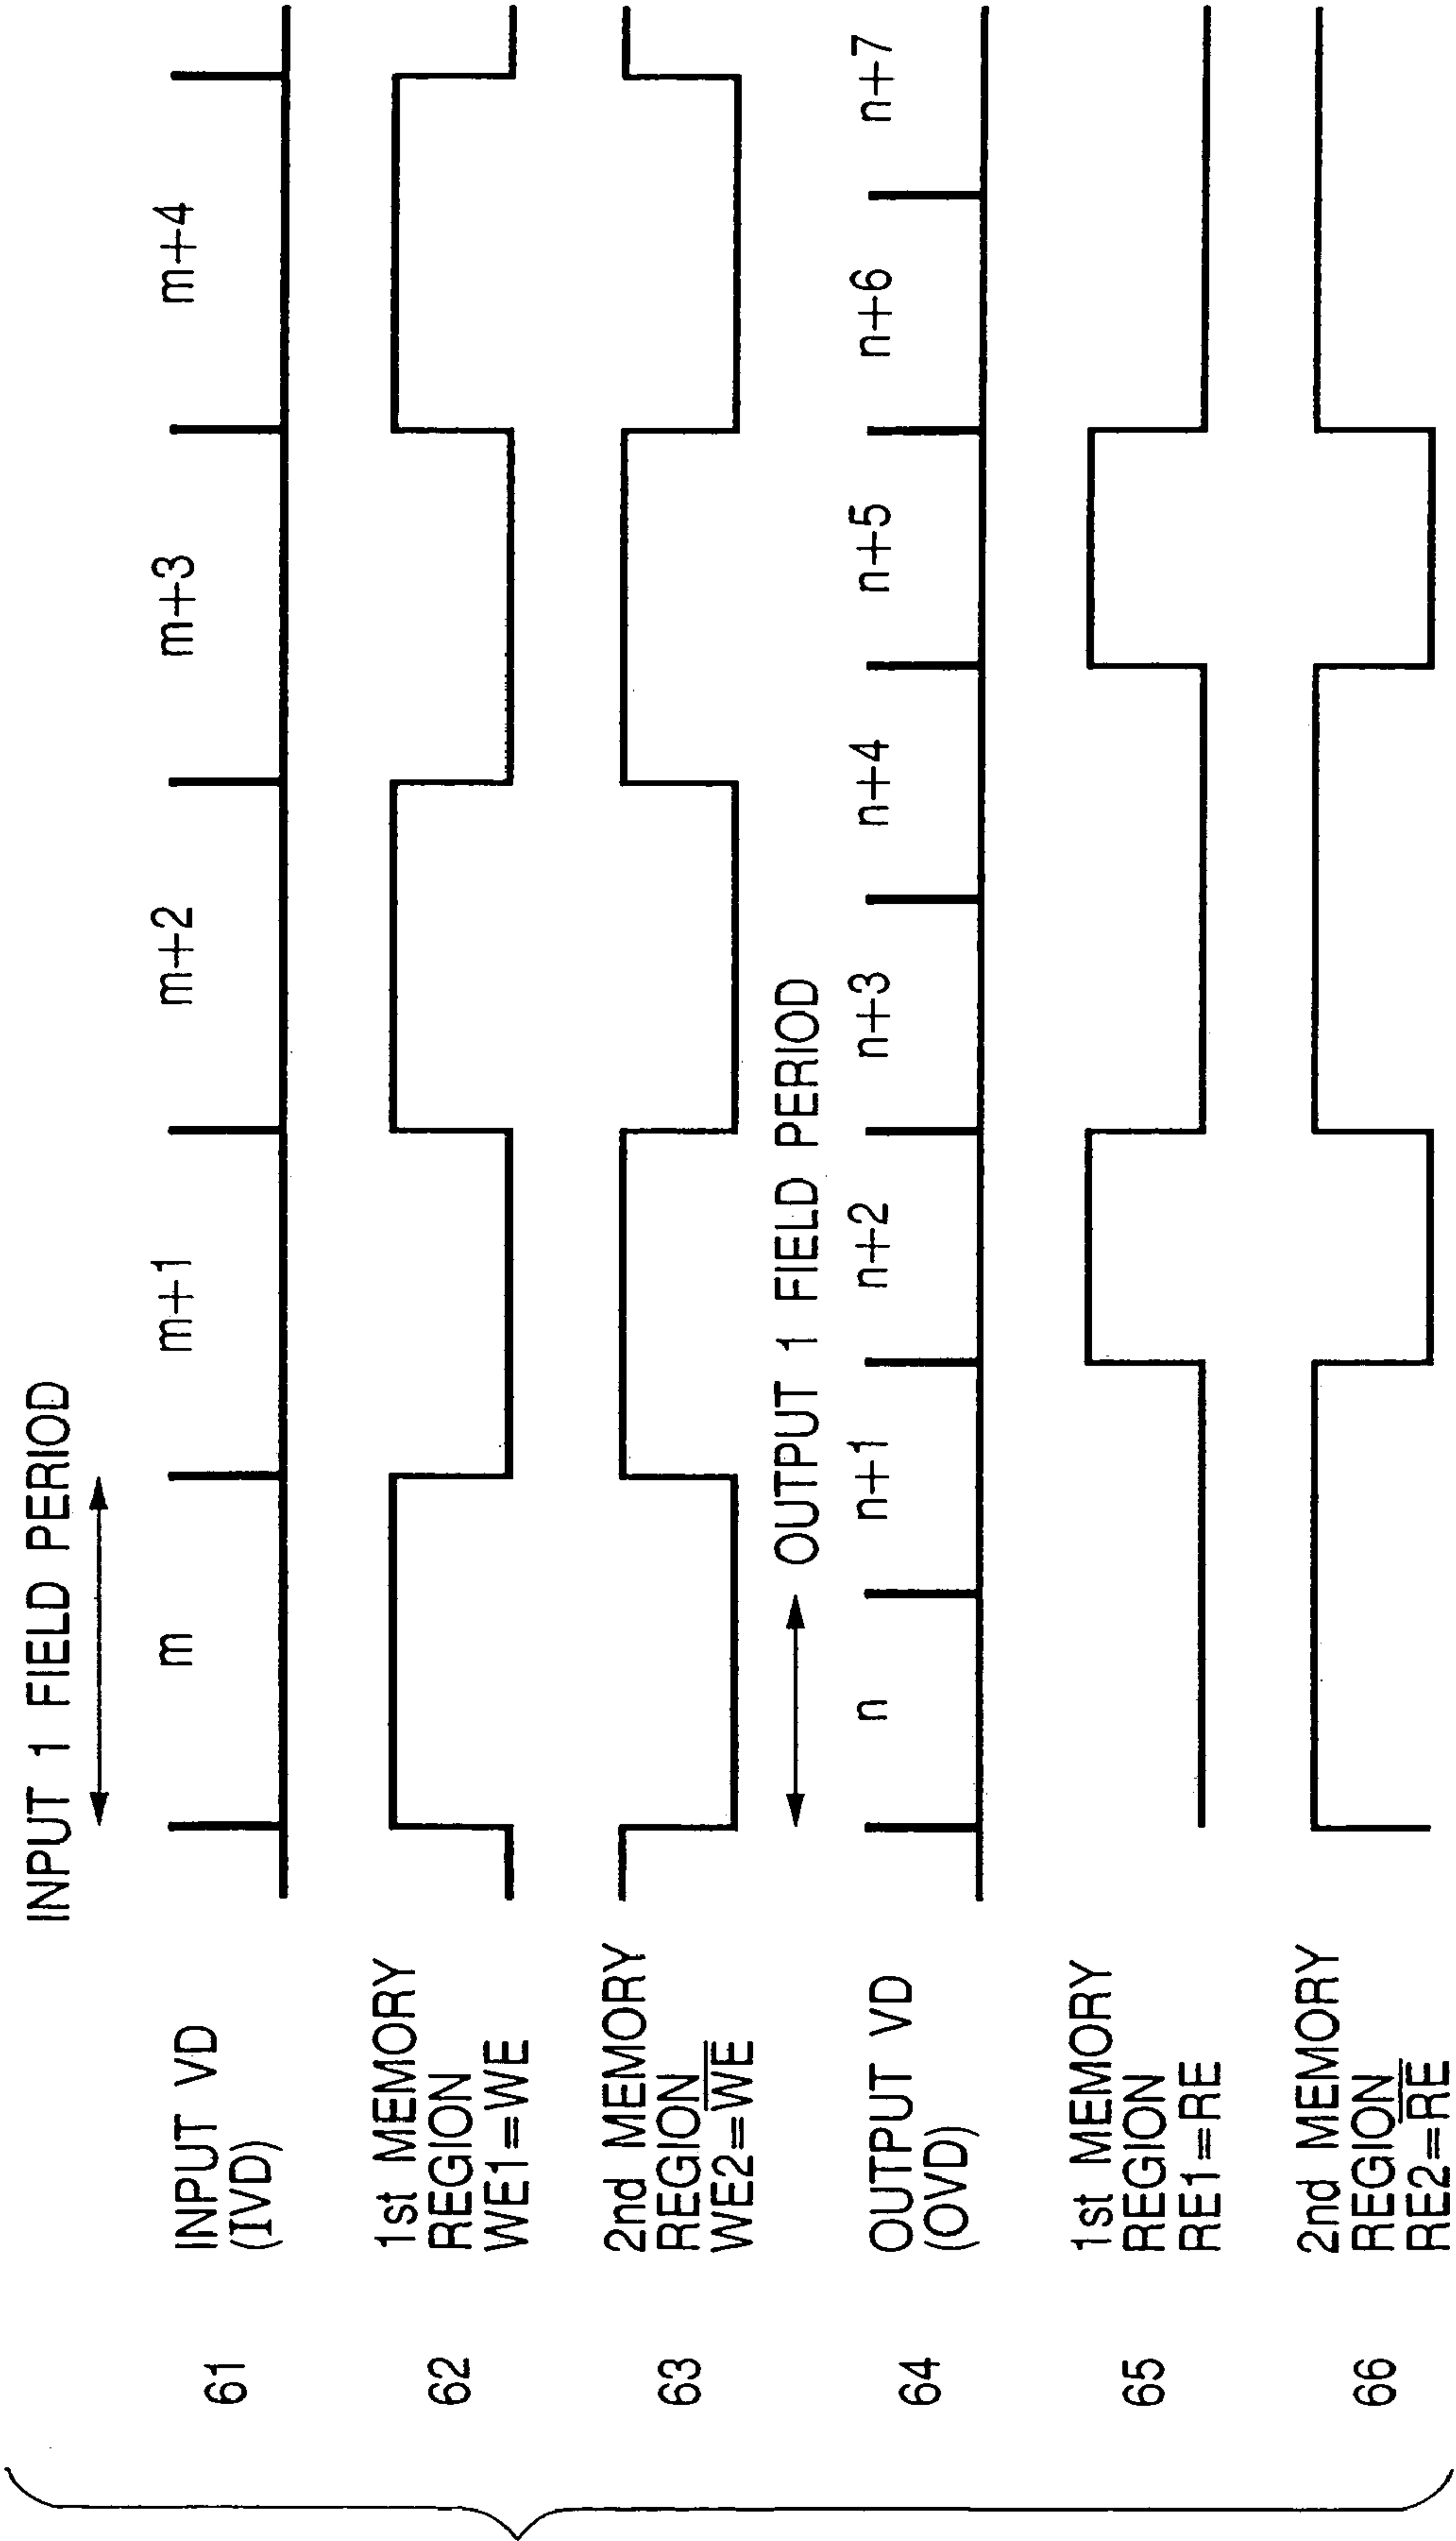 INPUT 1 FIELD PERIOD
61
INPUT VD
(IVD)
m
m+1
m+2
m+3
m+4
62
1st MEMORY
REGION
WE1=WE
63
2nd MEMORY
REGION
WE2=W̅E̅
OUTPUT 1 FIELD PERIOD
64
OUTPUT VD
(OVD)
n
n+1
n+2
n+3
n+4
n+5
n+6
n+7
65
1st MEMORY
REGION
RE1=RE
66
2nd MEMORY
REGION
RE2=R̅E̅